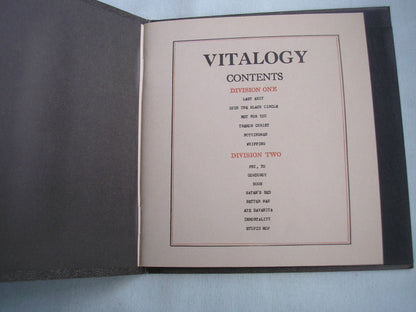 VITALOGY
CONTENTS
DIVISION ONE
LAST EXIT
SPIN THE BLACK CIRCLE
NOT FOR YOU
TREMOR CHRIST
NOTHINGMAN
WHIPPING
DIVISION TWO
PRY, TO
CORDUROY
BUGS
SATAN'S BED
BETTER MAN
AYE DAVANITA
IMMORTALITY
STUPID MOP